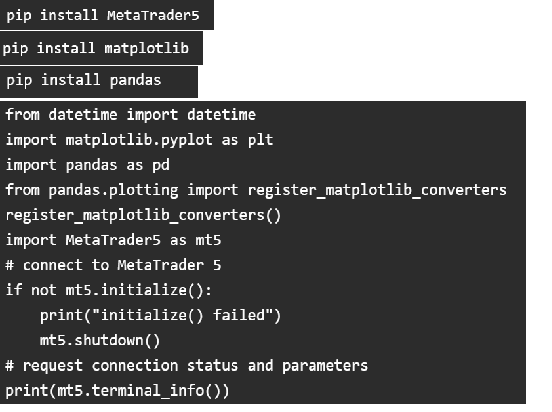 pip install MetaTrader5
pip install matplotlib
pip install pandas
from datetime import datetime
import matplotlib.pyplot as plt
import pandas as pd
from pandas.plotting import register_matplotlib_converters
register_matplotlib_converters()
import MetaTrader5 as mt5
# connect to MetaTrader 5
if not mt5.initialize():
    print("initialize() failed")
    mt5.shutdown()
# request connection status and parameters
print(mt5.terminal_info())